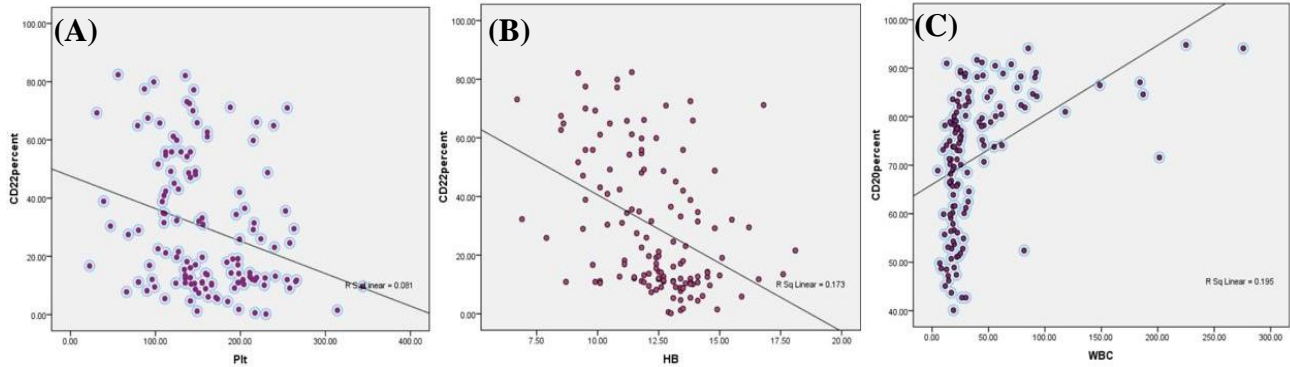 (A)
CD22percent
100.00
80.00
60.00
40.00
20.00
.00
R Sq Linear = 0.081
.00 100.00 200.00 300.00 400.00
Plt
(B)
CD22percent
100.00
80.00
60.00
40.00
20.00
.00
R Sq Linear = 0.173
7.50 10.00 12.50 15.00 17.50 20.00
HB
(C)
CD20percent
100.00
90.00
80.00
70.00
60.00
50.00
40.00
R Sq Linear = 0.195
.00 50.00 100.00 150.00 200.00 250.00 300.00
WBC